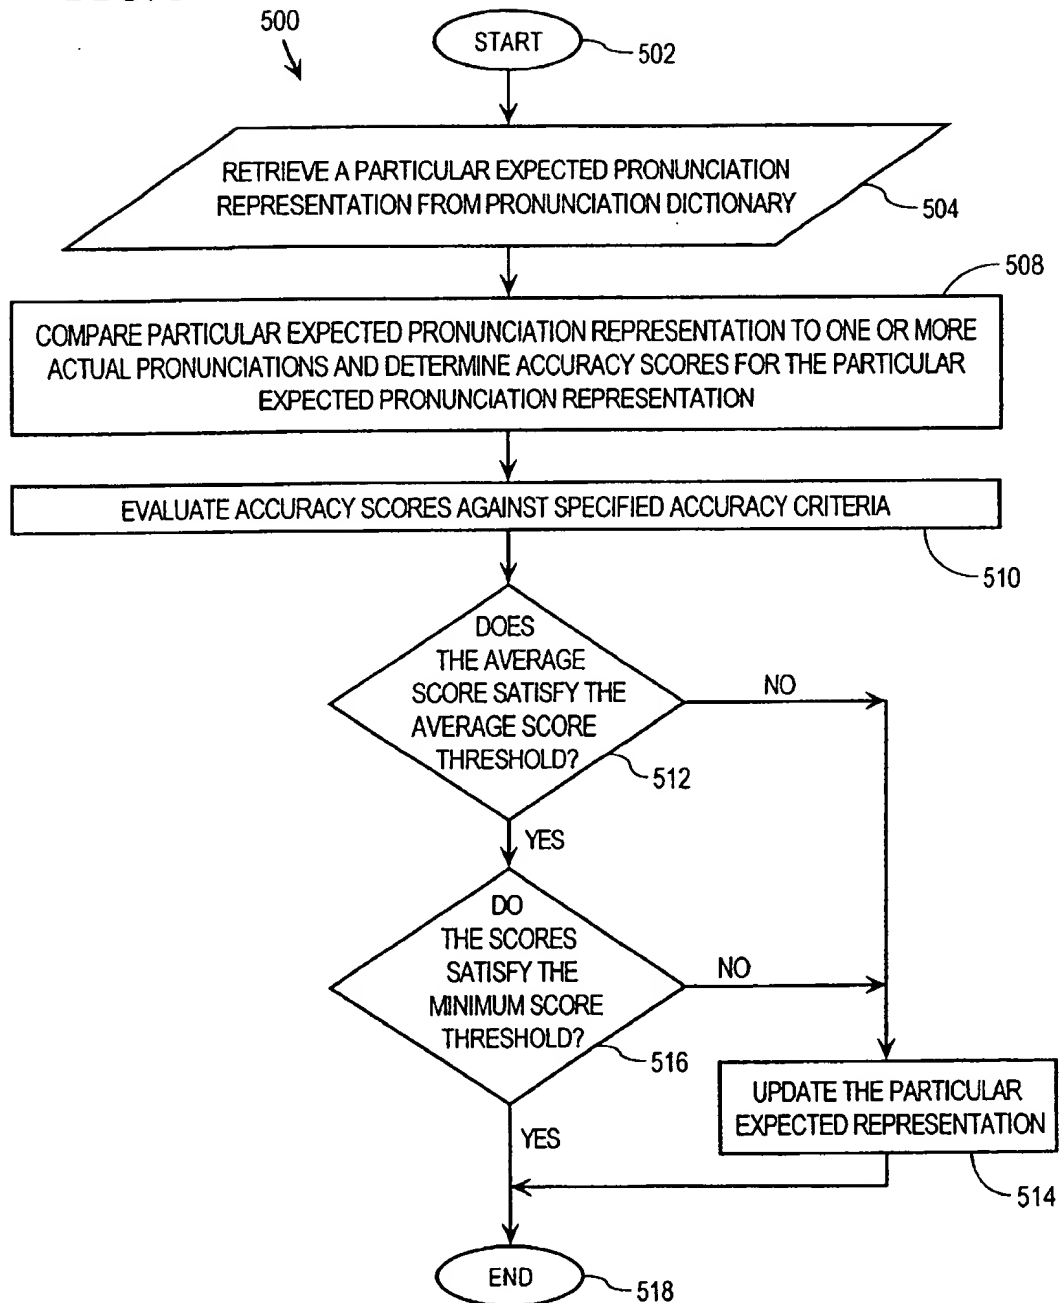 500
START
502
RETRIEVE A PARTICULAR EXPECTED PRONUNCIATION
REPRESENTATION FROM PRONUNCIATION DICTIONARY
504
508
COMPARE PARTICULAR EXPECTED PRONUNCIATION REPRESENTATION TO ONE OR MORE
ACTUAL PRONUNCIATIONS AND DETERMINE ACCURACY SCORES FOR THE PARTICULAR
EXPECTED PRONUNCIATION REPRESENTATION
EVALUATE ACCURACY SCORES AGAINST SPECIFIED ACCURACY CRITERIA
510
DOES
THE AVERAGE
SCORE SATISFY THE
AVERAGE SCORE
THRESHOLD?
NO
512
YES
DO
THE SCORES
SATISFY THE
MINIMUM SCORE
THRESHOLD?
NO
516
UPDATE THE PARTICULAR
EXPECTED REPRESENTATION
YES
514
END
518